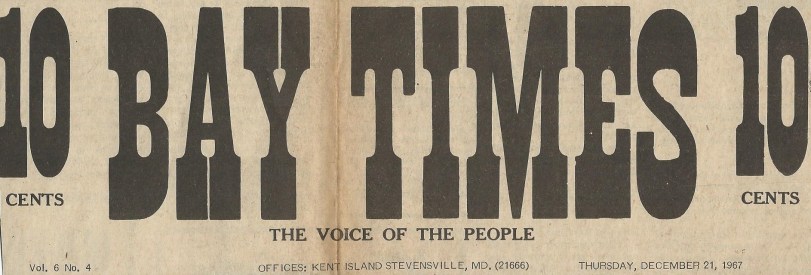 10 BAY TIMES 10
CENTS CENTS
THE VOICE OF THE PEOPLE
Vol. 6 No. 4 OFFICES: KENT ISLAND STEVENSVILLE, MD. (21666) THURSDAY, DECEMBER 21, 1967